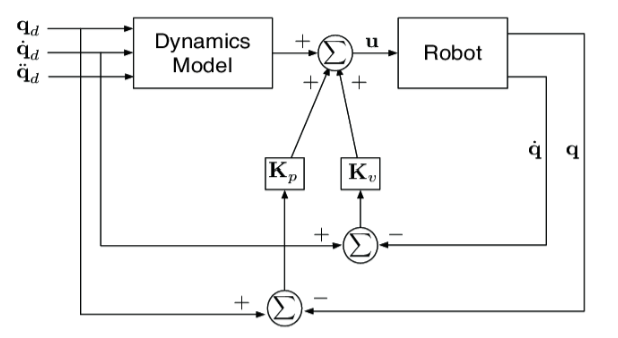 q_d
q̇_d
q̈_d
Dynamics
Model
+
Σ
u
Robot
+
+
K_p
K_v
q̇
q
+
Σ
−
+
Σ
−